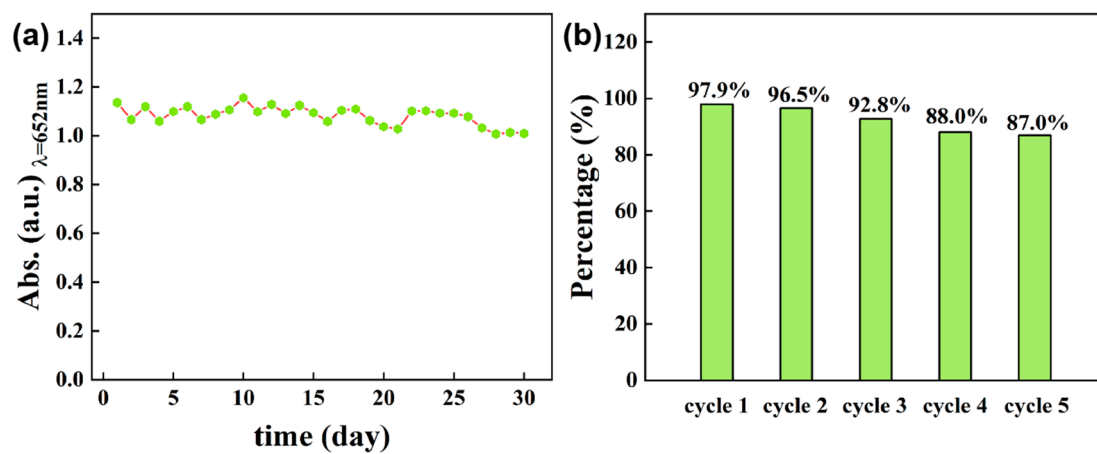 (a)
Abs. (a.u.) λ=652nm
1.4
1.2
1.0
0.8
0.6
0.4
0.2
0.0
0 5 10 15 20 25 30
time (day)
(b)
Percentage (%)
120
100
80
60
40
20
0
97.9% 96.5% 92.8% 88.0% 87.0%
cycle 1 cycle 2 cycle 3 cycle 4 cycle 5